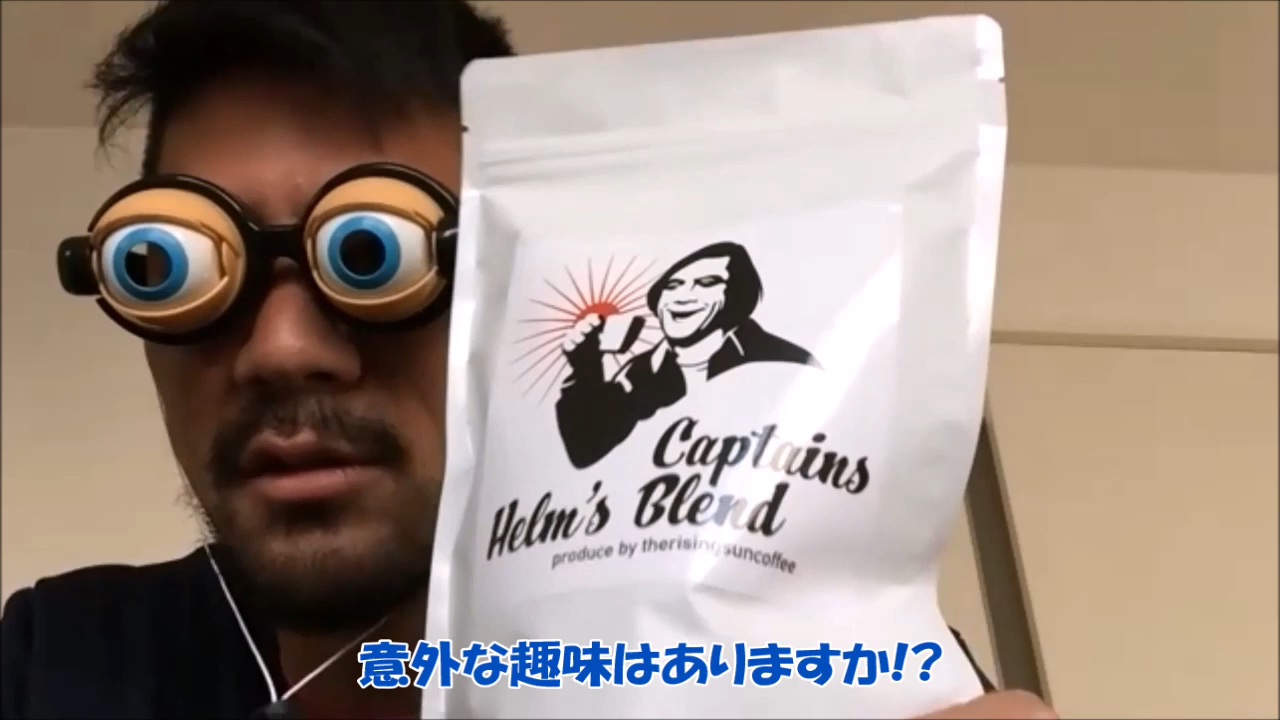 Captains
Helm's Blend
produce by therisingsuncoffee
意外な趣味はありますか!?